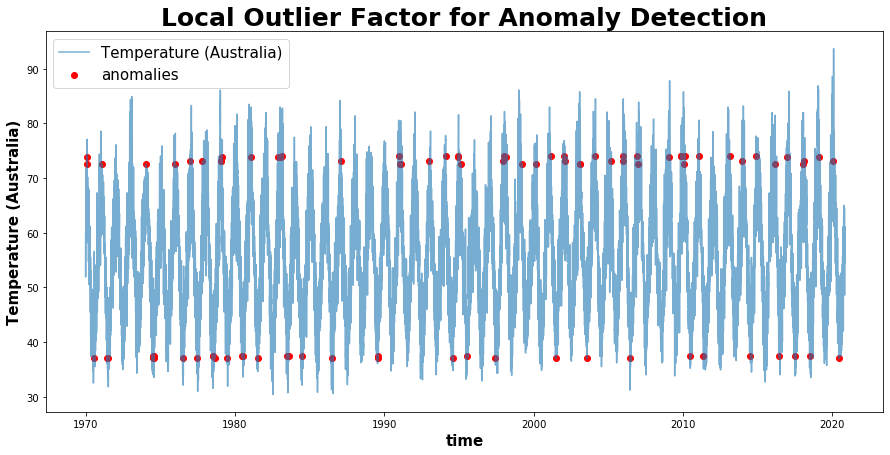 Local Outlier Factor for Anomaly Detection
Temperature (Australia)
anomalies
Temperature (Australia)
90
80
70
60
50
40
30
1970
1980
1990
2000
2010
2020
time